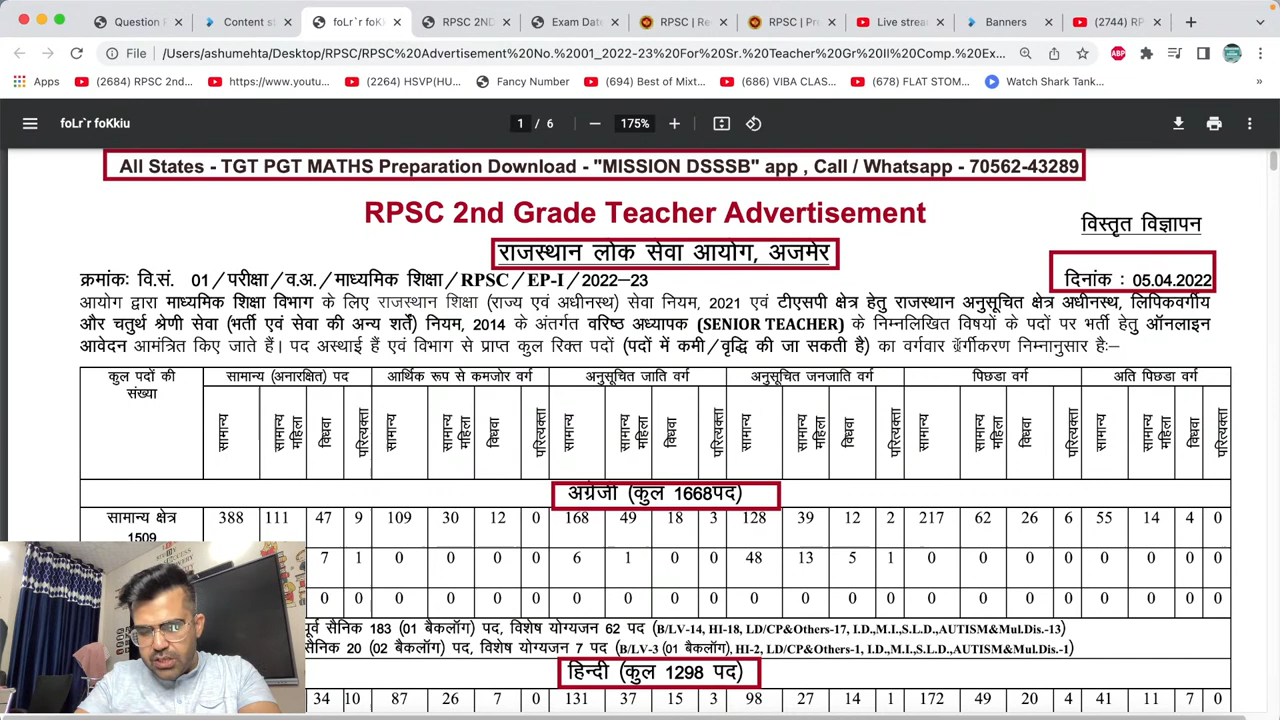 Question F
Content st
foLr`r foKk
RPSC 2ND
Exam Date
RPSC | Re
RPSC | Pr
Live strea
Banners
(2744) RP
File /Users/ashumehta/Desktop/RPSC/RPSC%20Advertisement%20No.%2001_2022-23%20For%20Sr.%20Teacher%20Gr%20II%20Comp.%20Ex...
Apps (2684) RPSC 2nd... https://www.youtu... (2264) HSVP(HU... Fancy Number (694) Best of Mixt... (686) VIBA CLAS... (678) FLAT STOM... Watch Shark Tank...
foLr`r foKkiu 1 / 6 175%
All States - TGT PGT MATHS Preparation Download - "MISSION DSSSB" app , Call / Whatsapp - 70562-43289
RPSC 2nd Grade Teacher Advertisement
विस्तृत विज्ञापन
राजस्थान लोक सेवा आयोग, अजमेर
क्रमांकः वि.सं. 01/परीक्षा/व.अ./माध्यमिक शिक्षा/RPSC/EP-I/2022–23 दिनांक : 05.04.2022
आयोग द्वारा माध्यमिक शिक्षा विभाग के लिए राजस्थान शिक्षा (राज्य एवं अधीनस्थ) सेवा नियम, 2021 एवं टीएसपी क्षेत्र हेतु राजस्थान अनुसूचित क्षेत्र अधीनस्थ, लिपिकवर्गीय
और चतुर्थ श्रेणी सेवा (भर्ती एवं सेवा की अन्य शर्तें) नियम, 2014 के अंतर्गत वरिष्ठ अध्यापक (SENIOR TEACHER) के निम्नलिखित विषयों के पदों पर भर्ती हेतु ऑनलाइन
आवेदन आमंत्रित किए जाते हैं। पद अस्थाई हैं एवं विभाग से प्राप्त कुल रिक्त पदों (पदों में कमी/वृद्धि की जा सकती है) का वर्गवार वर्गीकरण निम्नानुसार है:–
कुल पदों की संख्या सामान्य (अनारक्षित) पद आर्थिक रूप से कमजोर वर्ग अनुसूचित जाति वर्ग अनुसूचित जनजाति वर्ग पिछडा वर्ग अति पिछडा वर्ग
सामान्य सामान्य महिला विधवा परित्यक्ता सामान्य सामान्य महिला विधवा परित्यक्ता सामान्य सामान्य महिला विधवा परित्यक्ता सामान्य सामान्य महिला विधवा परित्यक्ता सामान्य सामान्य महिला विधवा परित्यक्ता सामान्य सामान्य महिला विधवा परित्यक्ता
अंग्रेजी (कुल 1668पद)
सामान्य क्षेत्र 1509 388 111 47 9 109 30 12 0 168 49 18 3 128 39 12 2 217 62 26 6 55 14 4 0
7 1 0 0 0 0 6 1 0 0 48 13 5 1 0 0 0 0 0 0 0 0
0 0 0 0 0 0 0 0 0 0 0 0 0 0 0 0 0 0 0 0 0 0
पूर्व सैनिक 183 (01 बैकलॉग) पद, विशेष योग्यजन 62 पद (B/LV-14, HI-18, LD/CP&Others-17, I.D.,M.I.,S.L.D.,AUTISM&Mul.Dis.-13)
सैनिक 20 (02 बैकलॉग) पद, विशेष योग्यजन 7 पद (B/LV-3 (01 बैकलॉग), HI-2, LD/CP&Others-1, I.D.,M.I.,S.L.D.,AUTISM&Mul.Dis.-1)
हिन्दी (कुल 1298 पद)
34 10 87 26 7 0 131 37 15 3 98 27 14 1 172 49 20 4 41 11 7 0